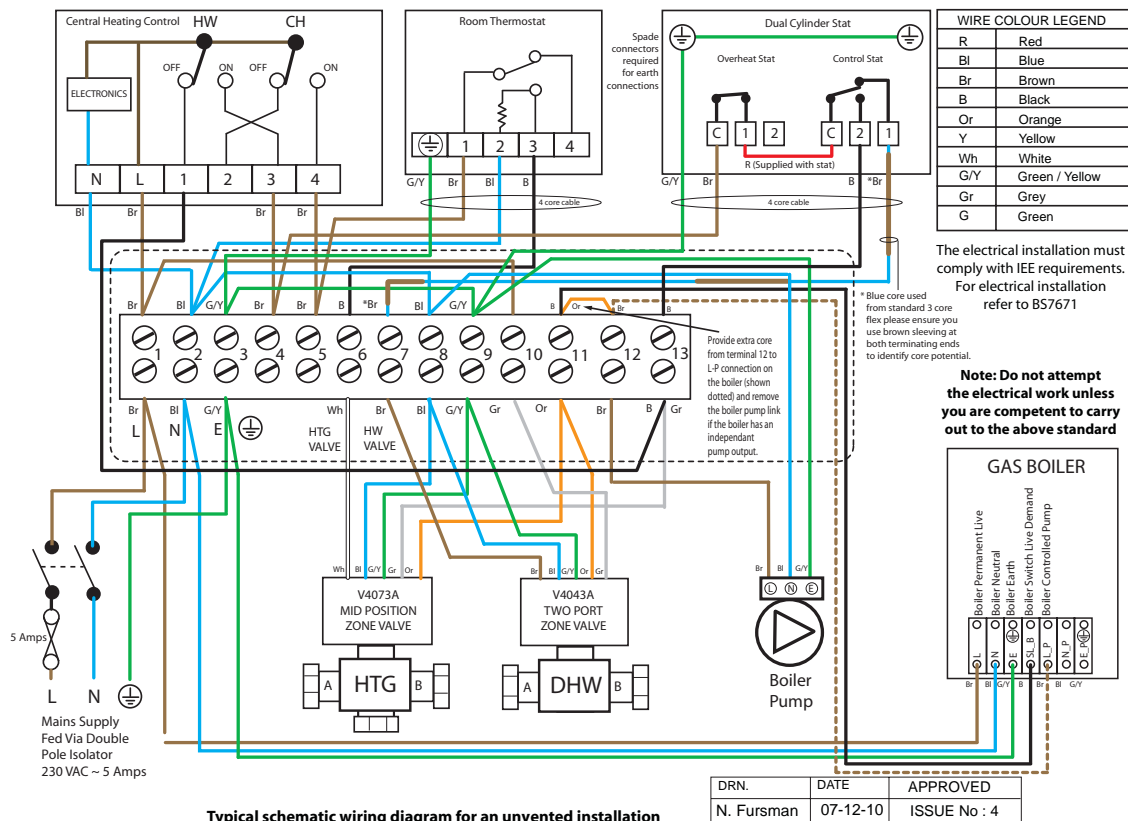 Central Heating Control
HW
CH
OFF
ON
OFF
ON
ELECTRONICS
N
L
1
2
3
4
Bl
Br
Br
Br
Room Thermostat
1
2
3
4
G/Y
Br
Bl
B
4 core cable
Spade
connectors
required
for earth
connections
Dual Cylinder Stat
Overheat Stat
Control Stat
C
1
2
C
2
1
R (Supplied with stat)
G/Y
Br
B
*Br
4 core cable
WIRE COLOUR LEGEND
R Red
Bl Blue
Br Brown
B Black
Or Orange
Y Yellow
Wh White
G/Y Green / Yellow
Gr Grey
G Green
The electrical installation must
comply with IEE requirements.
For electrical installation
refer to BS7671
* Blue core used
from standard 3 core
flex please ensure you
use brown sleeving at
both terminating ends
to identify core potential.
Note: Do not attempt
the electrical work unless
you are competent to carry
out to the above standard
Br
Bl
G/Y
Br
Br
B
*Br
Bl
G/Y
B
Or
Br
B
1
2
3
4
5
6
7
8
9
10
11
12
13
Provide extra core
from terminal 12 to
L-P connection on
the boiler (shown
dotted) and remove
the boiler pump link
if the boiler has an
independant
pump output.
Br
Bl
G/Y
Wh
Br
Bl
G/Y
Gr
Or
Br
B
Gr
L
N
E
HTG
VALVE
HW
VALVE
5 Amps
L
N
Mains Supply
Fed Via Double
Pole Isolator
230 VAC ~ 5 Amps
Wh
Bl
G/Y
Gr
Or
V4073A
MID POSITION
ZONE VALVE
A
HTG
B
Br
Bl
G/Y
Or
Gr
V4043A
TWO PORT
ZONE VALVE
A
DHW
B
Br
Bl
G/Y
L
N
E
Boiler
Pump
GAS BOILER
Boiler Permanent Live
Boiler Neutral
Boiler Earth
Boiler Switch Live Demand
Boiler Controlled Pump
L
N
E
SL_B
L_P
N_P
E_P
Br
Bl
G/Y
B
Br
Bl
G/Y
Typical schematic wiring diagram for an unvented installation
DRN. DATE APPROVED
N. Fursman 07-12-10 ISSUE No : 4